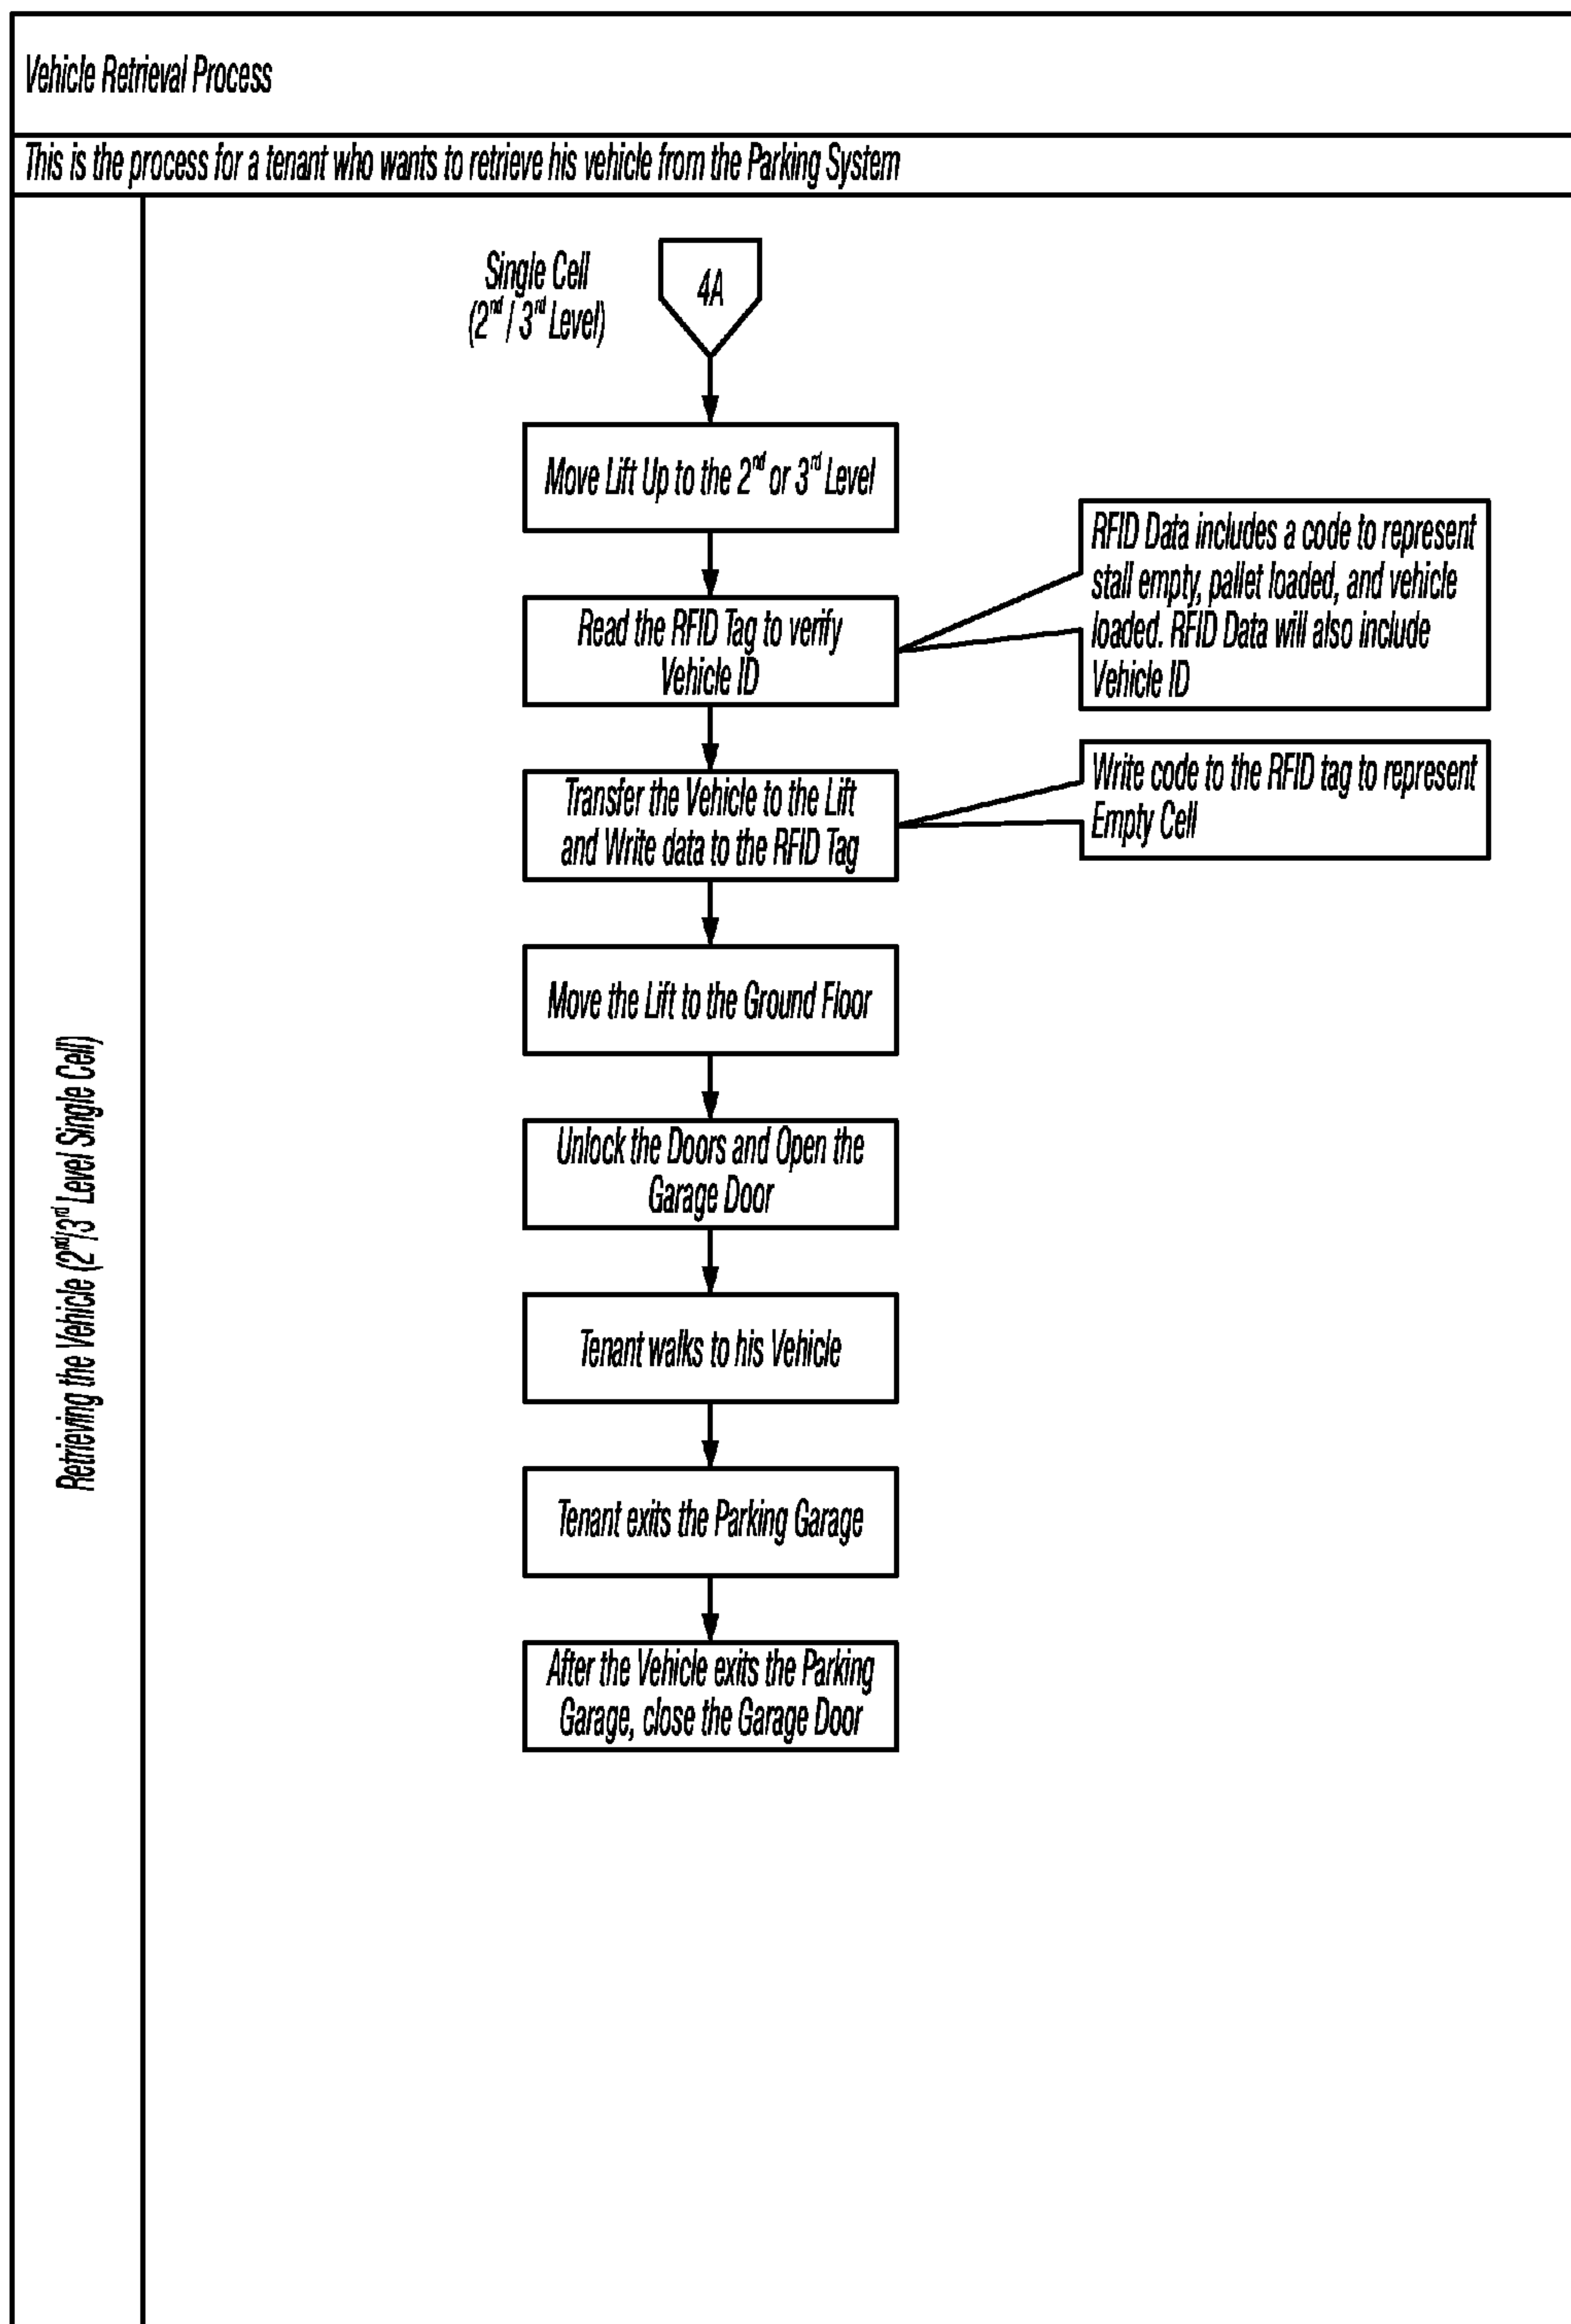 Vehicle Retrieval Process
This is the process for a tenant who wants to retrieve his vehicle from the Parking System
Retrieving the Vehicle (2nd/3rd Level Single Cell)
Single Cell
(2nd / 3rd Level)
4A
Move Lift Up to the 2nd or 3rd Level
Read the RFID Tag to verify
Vehicle ID
RFID Data includes a code to represent
stall empty, pallet loaded, and vehicle
loaded. RFID Data will also include
Vehicle ID
Transfer the Vehicle to the Lift
and Write data to the RFID Tag
Write code to the RFID tag to represent
Empty Cell
Move the Lift to the Ground Floor
Unlock the Doors and Open the
Garage Door
Tenant walks to his Vehicle
Tenant exits the Parking Garage
After the Vehicle exits the Parking
Garage, close the Garage Door